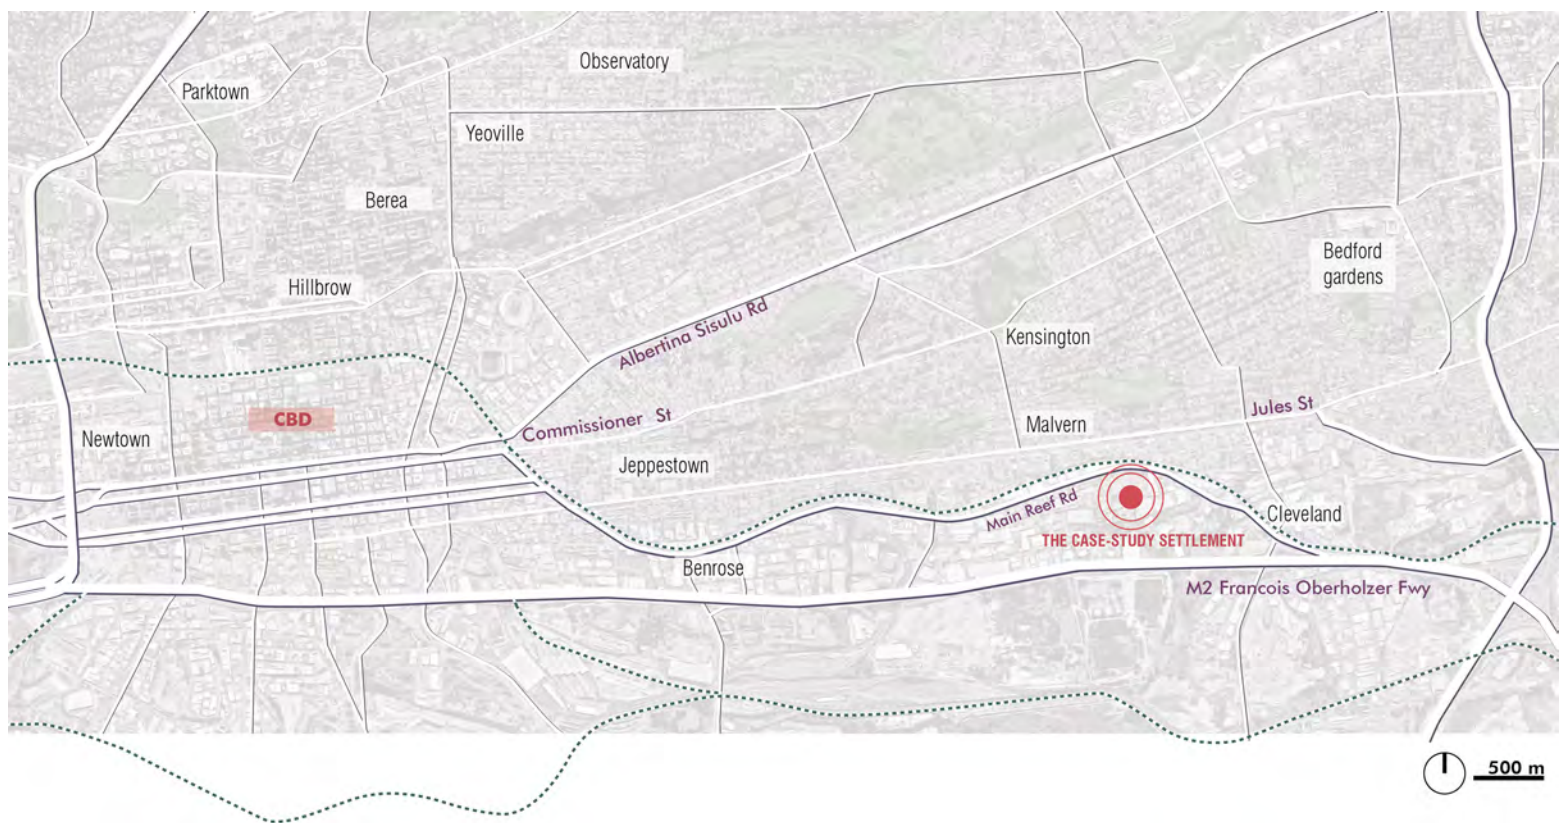 Observatory
Parktown
Yeoville
Berea
Bedford
gardens
Hillbrow
Albertina Sisulu Rd
Kensington
CBD
Commissioner St
Jules St
Newtown
Malvern
Jeppestown
Main Reef Rd
Cleveland
THE CASE-STUDY SETTLEMENT
Benrose
M2 Francois Oberholzer Fwy
500 m